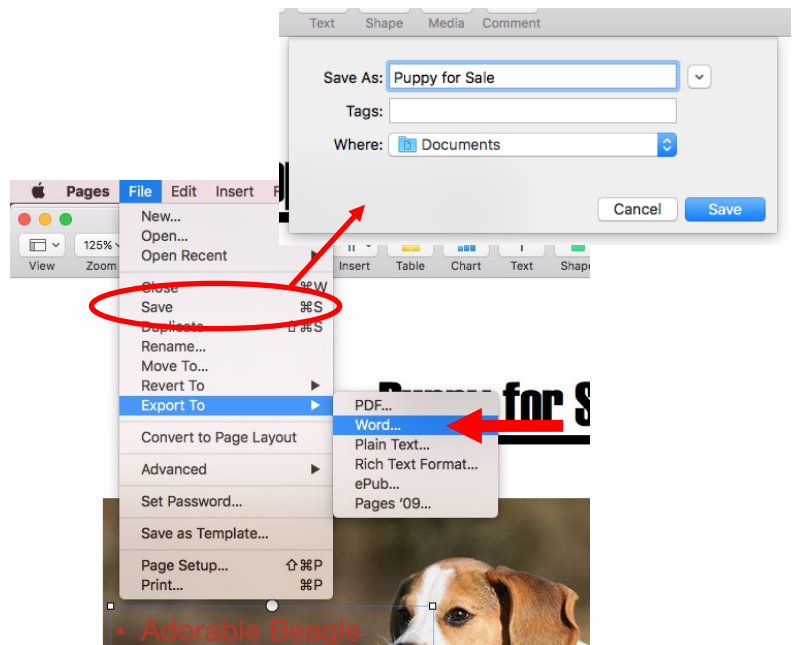 Text Shape Media Comment
Save As: Puppy for Sale
Tags:
Where: Documents
Cancel Save
Pages File Edit Insert
125%
View Zoom Insert Table Chart Text Shape
New...
Open...
Open Recent
Close ⌘W
Save ⌘S
Duplicate ⇧⌘S
Rename...
Move To...
Revert To
Export To
PDF...
Word...
Plain Text...
Rich Text Format...
ePub...
Pages '09...
Convert to Page Layout
Advanced
Set Password...
Save as Template...
Page Setup... ⇧⌘P
Print... ⌘P
Puppy for S
• Adorable Beagle